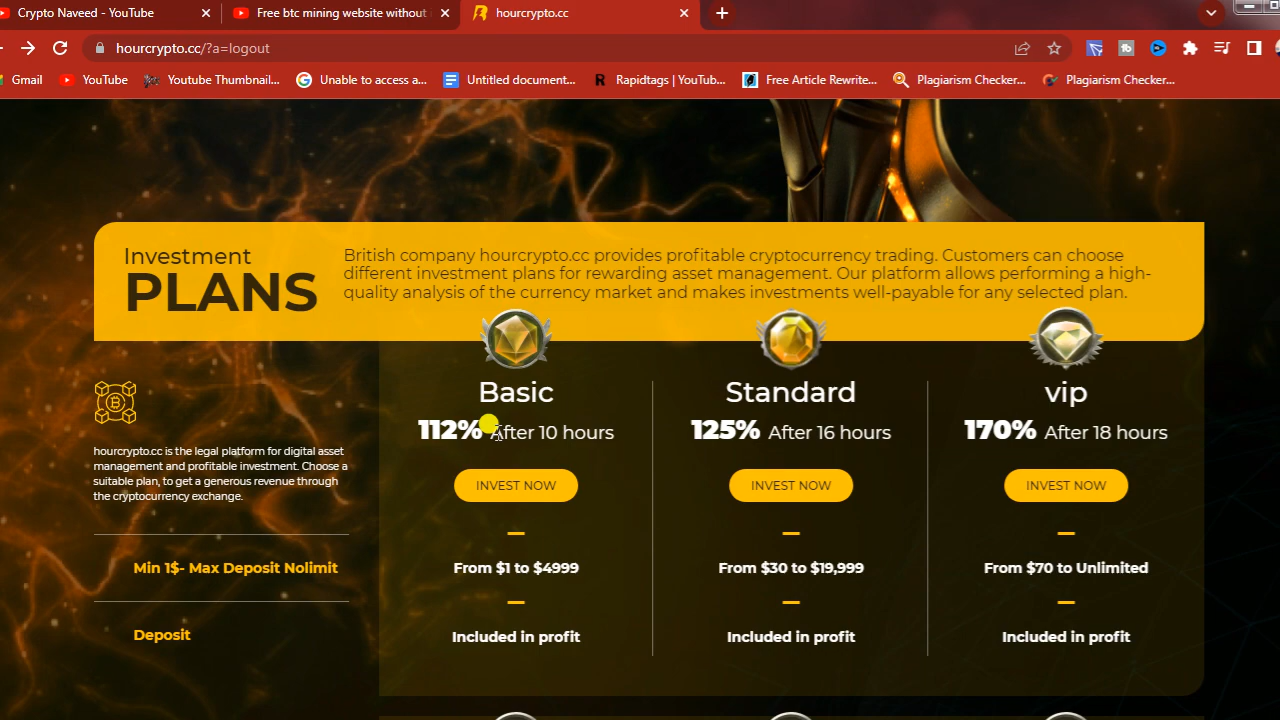 Crypto Naveed - YouTube
Free btc mining website without
hourcrypto.cc
hourcrypto.cc/?a=logout
Gmail
YouTube
Youtube Thumbnail...
Unable to access a...
Untitled document...
Rapidtags | YouTub...
Free Article Rewrite...
Plagiarism Checker...
Plagiarism Checker...
Investment
PLANS
British company hourcrypto.cc provides profitable cryptocurrency trading. Customers can choose
different investment plans for rewarding asset management. Our platform allows performing a high-
quality analysis of the currency market and makes investments well-payable for any selected plan.
hourcrypto.cc is the legal platform for digital asset
management and profitable investment. Choose a
suitable plan, to get a generous revenue through
the cryptocurrency exchange.
Min 1$- Max Deposit Nolimit
Deposit
Basic
112% After 10 hours
INVEST NOW
From $1 to $4999
Included in profit
Standard
125% After 16 hours
INVEST NOW
From $30 to $19,999
Included in profit
vip
170% After 18 hours
INVEST NOW
From $70 to Unlimited
Included in profit